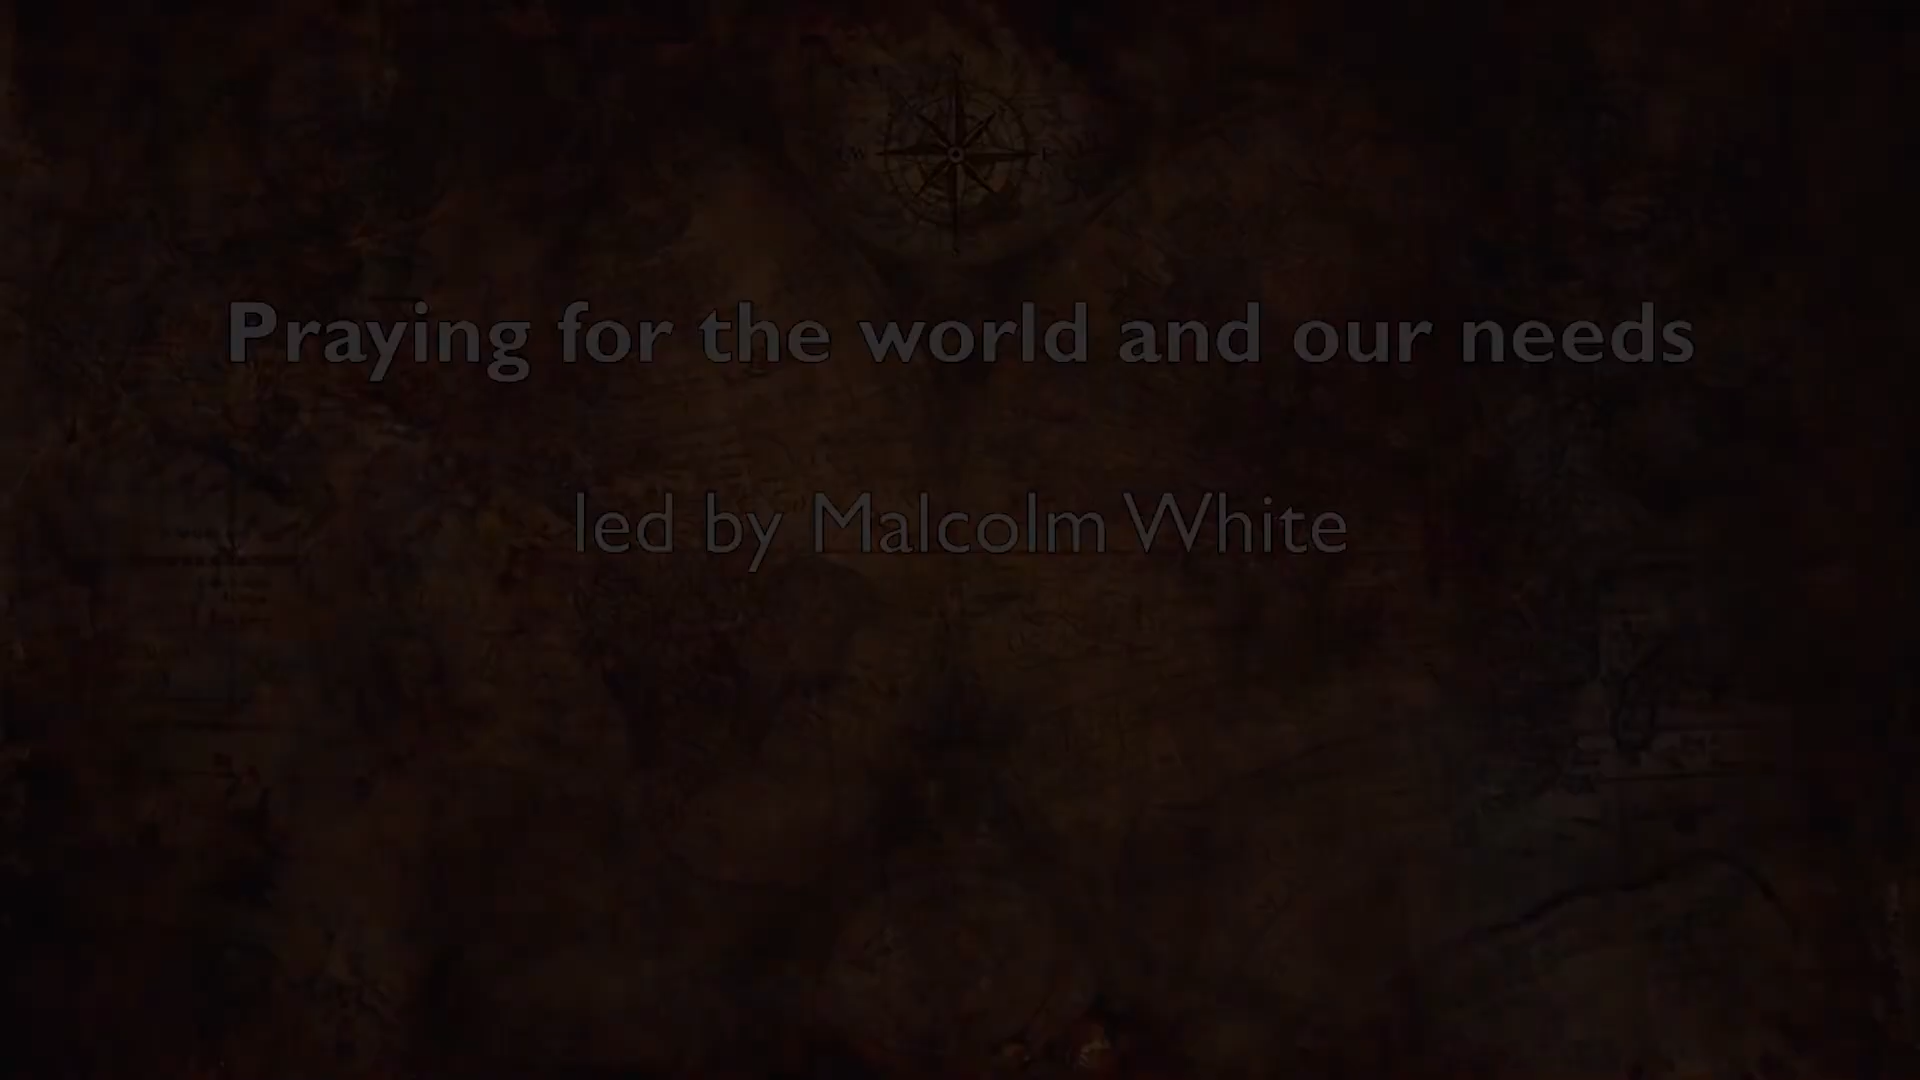 N
W E
Praying for the world and our needs
led by Malcolm White